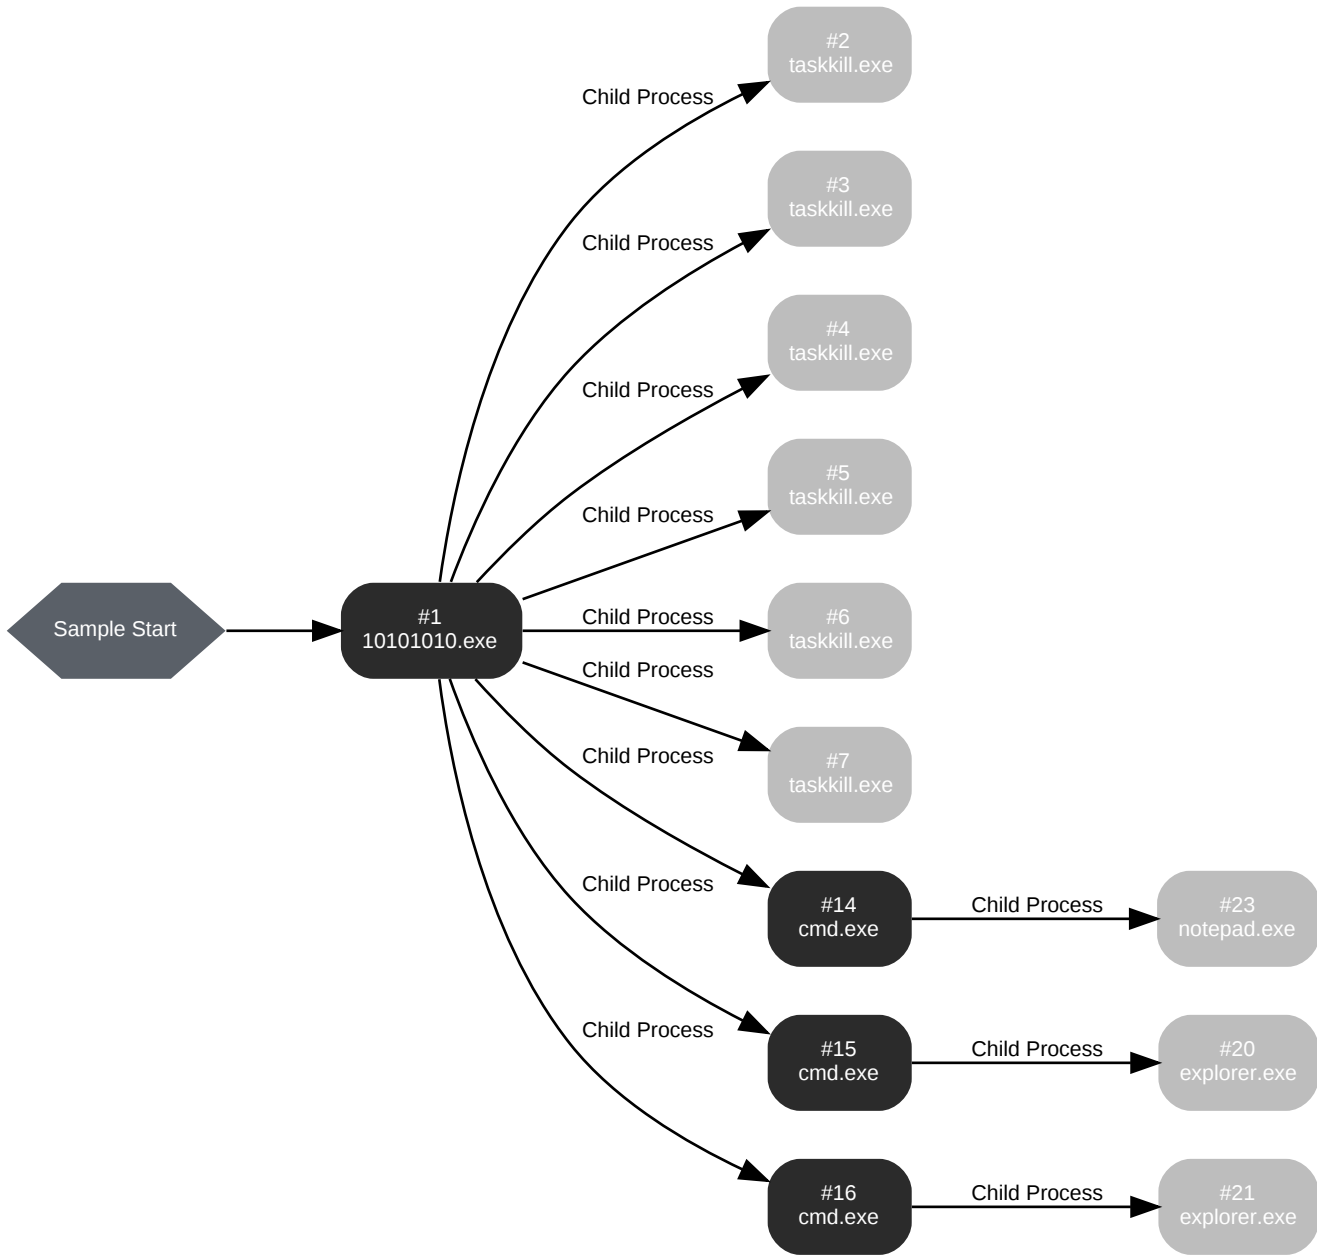 #2
taskkill.exe
Child Process
#3
taskkill.exe
Child Process
#4
taskkill.exe
Child Process
#5
taskkill.exe
Child Process
Sample Start
#1
10101010.exe
Child Process
#6
taskkill.exe
Child Process
#7
taskkill.exe
Child Process
#14
cmd.exe
Child Process
#23
notepad.exe
Child Process
#15
cmd.exe
Child Process
#20
explorer.exe
Child Process
#16
cmd.exe
Child Process
#21
explorer.exe